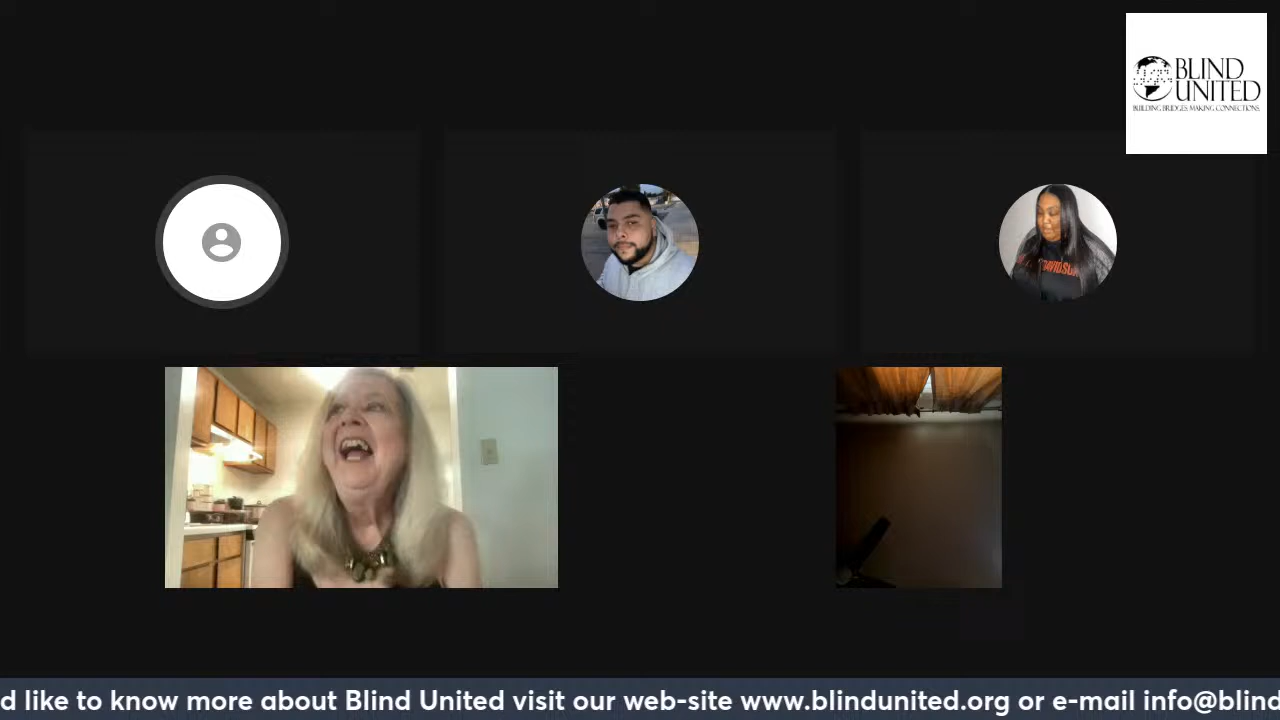 BLIND
UNITED
BUILDING BRIDGES, MAKING CONNECTIONS.
DAVIDSON
d like to know more about Blind United visit our web-site www.blindunited.org or e-mail info@blind